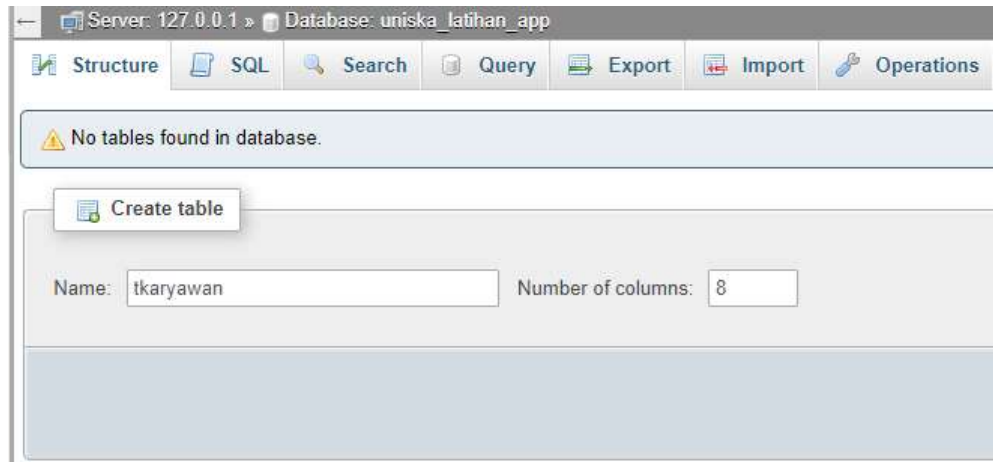 Server: 127.0.0.1 » Database: uniska_latihan_app
Structure SQL Search Query Export Import Operations
No tables found in database.
Create table
Name: tkaryawan Number of columns: 8